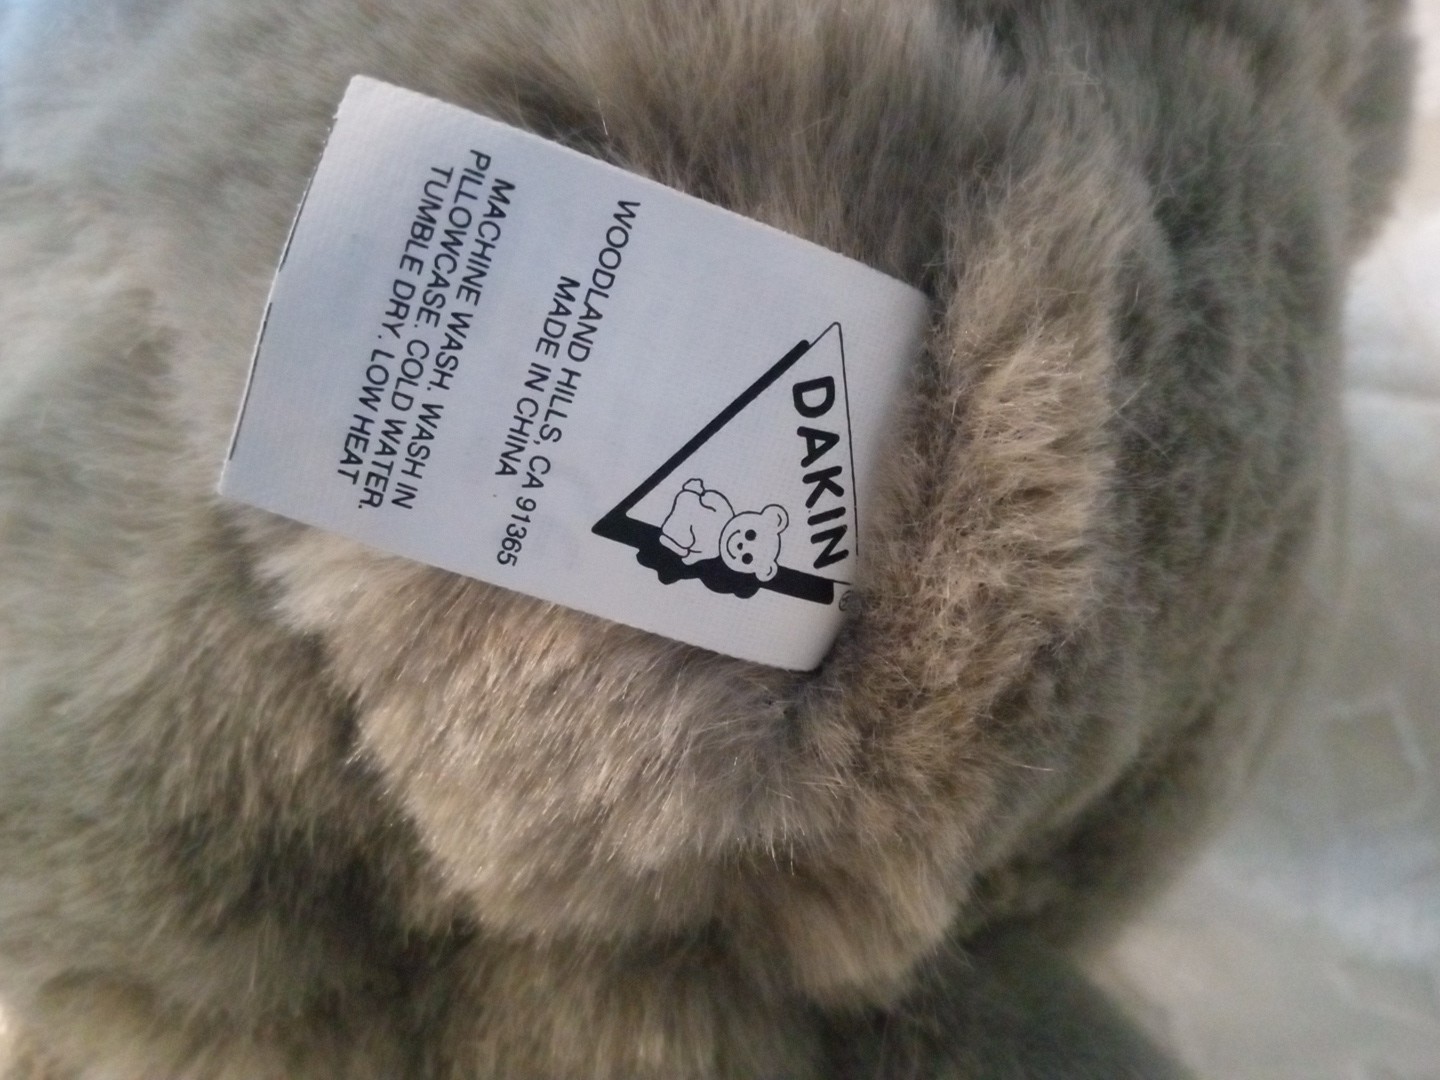 DAKIN
®
WOODLAND HILLS, CA 91365
MADE IN CHINA
MACHINE WASH. WASH IN
PILLOWCASE. COLD WATER.
TUMBLE DRY. LOW HEAT